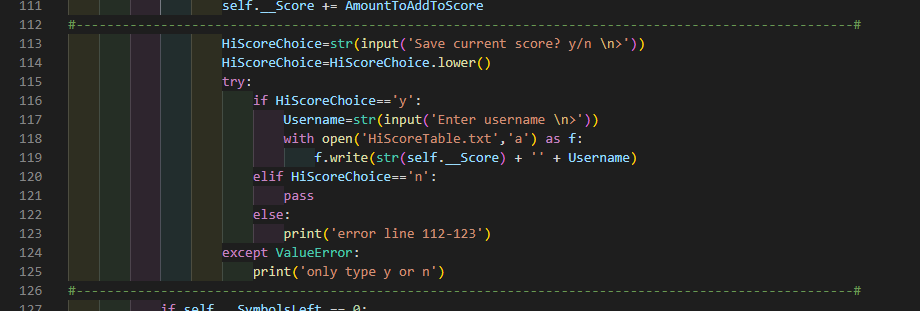 111 self.__Score += AmountToAddToScore
112 #-----------------------------------------------------------------------------------------------------#
113 HiScoreChoice=str(input('Save current score? y/n \n>'))
114 HiScoreChoice=HiScoreChoice.lower()
115 try:
116 if HiScoreChoice=='y':
117 Username=str(input('Enter username \n>'))
118 with open('HiScoreTable.txt','a') as f:
119 f.write(str(self.__Score) + '' + Username)
120 elif HiScoreChoice=='n':
121 pass
122 else:
123 print('error line 112-123')
124 except ValueError:
125 print('only type y or n')
126 #-----------------------------------------------------------------------------------------------------#
127 if self.__SymbolsLeft == 0: